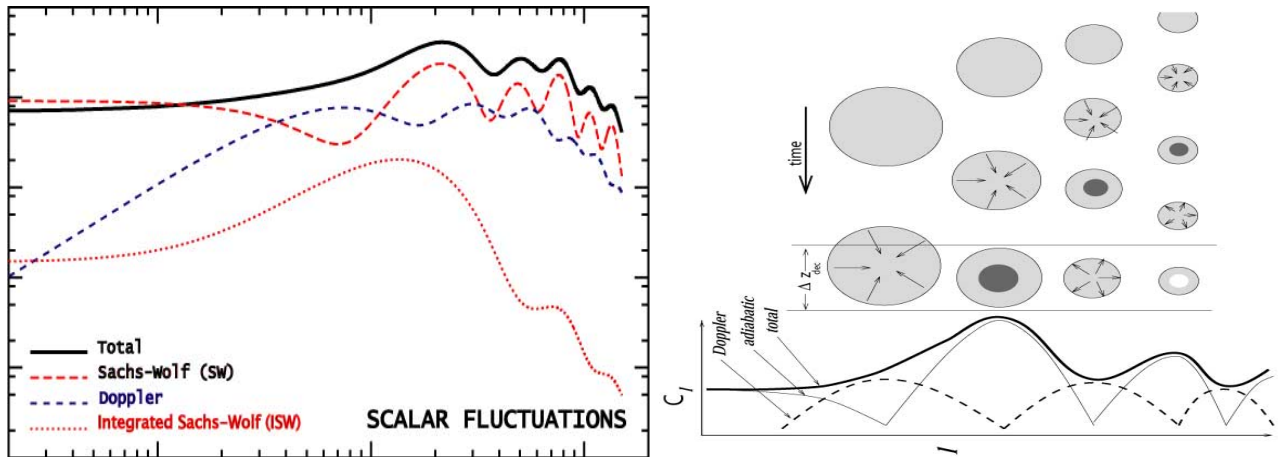 Total
Sachs-Wolf (SW)
Doppler
Integrated Sachs-Wolf (ISW)
SCALAR FLUCTUATIONS
time
Δ z dec
Doppler
adiabatic
total
C l
l